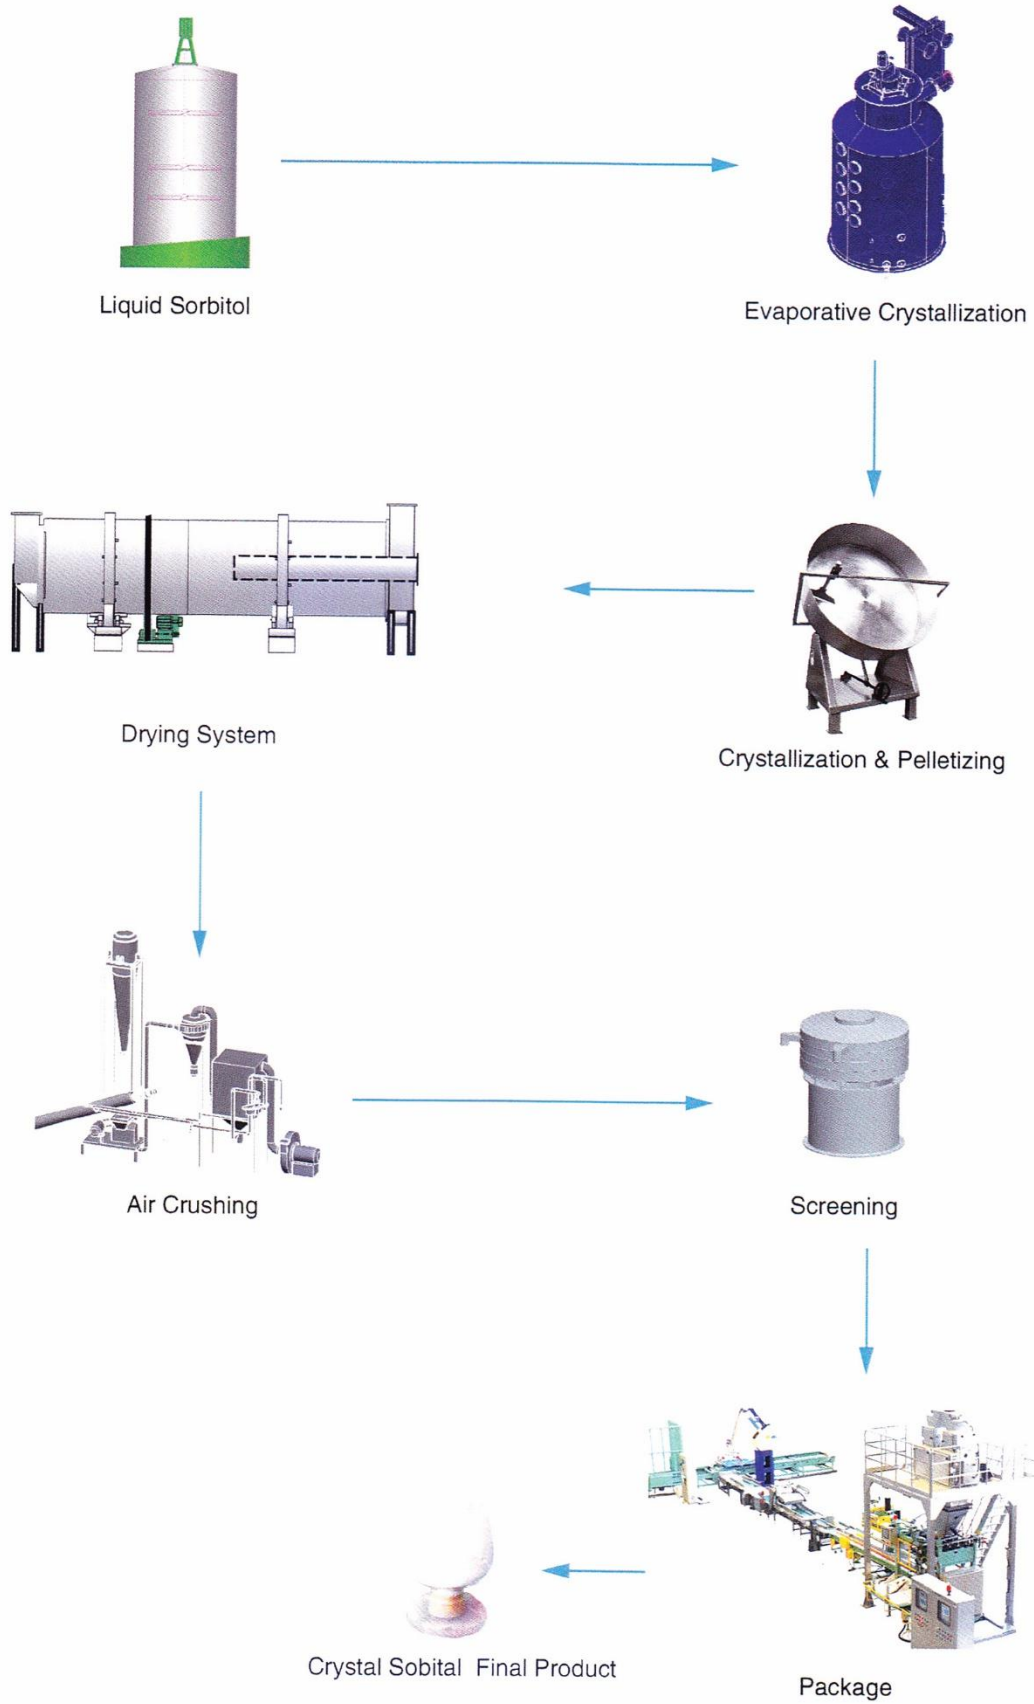 Liquid Sorbitol
Evaporative Crystallization
Crystallization & Pelletizing
Drying System
Air Crushing
Screening
Package
Crystal Sobital Final Product